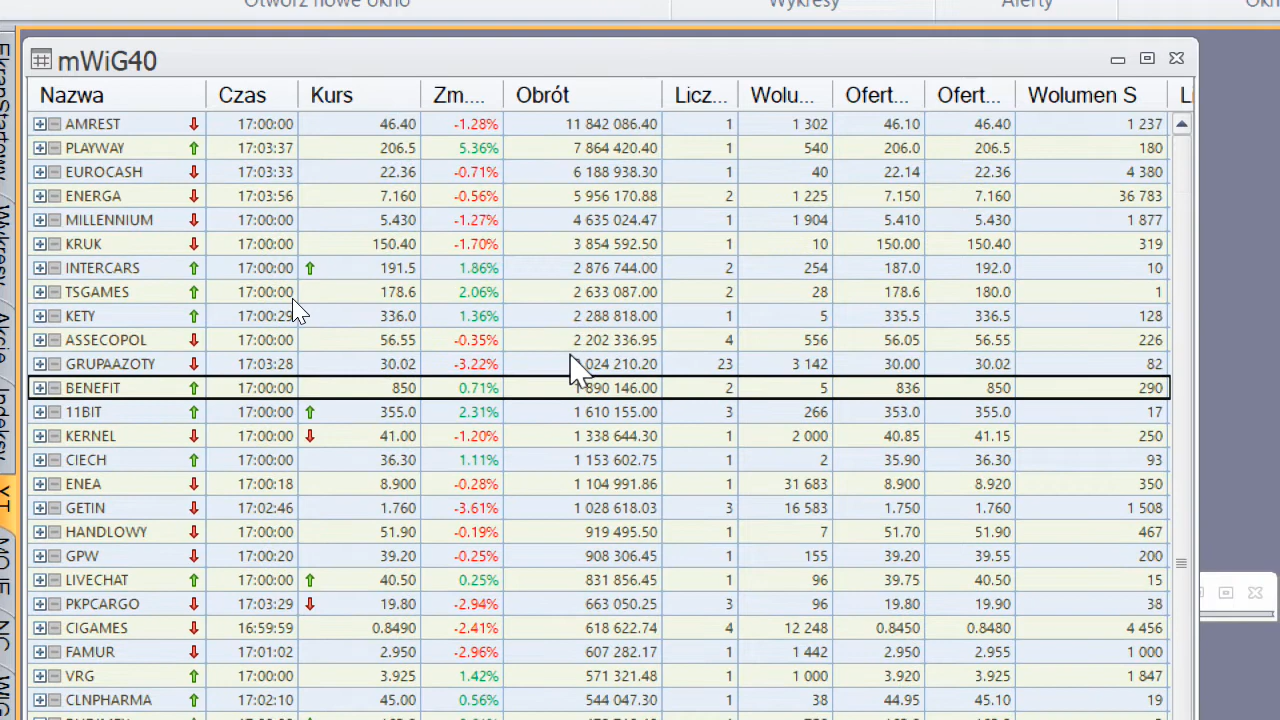 Otwórz nowe okno Wykresy Alerty
mWiG40
Nazwa Czas Kurs Zm.... Obrót Licz... Wolu... Ofert... Ofert... Wolumen S
AMREST 17:00:00 46.40 -1.28% 11 842 086.40 1 1 302 46.10 46.40 1 237
PLAYWAY 17:03:37 206.5 5.36% 7 864 420.40 1 540 206.0 206.5 180
EUROCASH 17:03:33 22.36 -0.71% 6 188 938.30 1 40 22.14 22.36 4 380
ENERGA 17:03:56 7.160 -0.56% 5 956 170.88 2 1 225 7.150 7.160 36 783
MILLENNIUM 17:00:00 5.430 -1.27% 4 635 024.47 1 1 904 5.410 5.430 1 877
KRUK 17:00:00 150.40 -1.70% 3 854 592.50 1 10 150.00 150.40 319
INTERCARS 17:00:00 191.5 1.86% 2 876 744.00 2 254 187.0 192.0 10
TSGAMES 17:00:00 178.6 2.06% 2 633 087.00 2 28 178.6 180.0 1
KETY 17:00:29 336.0 1.36% 2 288 818.00 1 5 335.5 336.5 128
ASSECOPOL 17:00:00 56.55 -0.35% 2 202 336.95 4 556 56.05 56.55 226
GRUPAAZOTY 17:03:28 30.02 -3.22% 024 210.20 23 3 142 30.00 30.02 82
BENEFIT 17:00:00 850 0.71% 1 890 146.00 2 5 836 850 290
11BIT 17:00:00 355.0 2.31% 1 610 155.00 3 266 353.0 355.0 17
KERNEL 17:00:00 41.00 -1.20% 1 338 644.30 1 2 000 40.85 41.15 250
CIECH 17:00:00 36.30 1.11% 1 153 602.75 1 2 35.90 36.30 93
ENEA 17:00:18 8.900 -0.28% 1 104 991.86 1 31 683 8.900 8.920 350
GETIN 17:02:46 1.760 -3.61% 1 028 618.03 3 16 583 1.750 1.760 1 508
HANDLOWY 17:00:00 51.90 -0.19% 919 495.50 1 7 51.70 51.90 467
GPW 17:00:20 39.20 -0.25% 908 306.45 1 155 39.20 39.55 200
LIVECHAT 17:00:00 40.50 0.25% 831 856.45 1 96 39.75 40.50 15
PKPCARGO 17:03:29 19.80 -2.94% 663 050.25 3 96 19.80 19.90 38
CIGAMES 16:59:59 0.8490 -2.41% 618 622.74 4 12 248 0.8450 0.8480 4 456
FAMUR 17:01:02 2.950 -2.96% 607 282.17 1 1 442 2.950 2.955 1 000
VRG 17:00:00 3.925 1.42% 571 321.48 1 1 000 3.920 3.925 1 847
CLNPHARMA 17:02:10 45.00 0.56% 544 047.30 1 38 44.95 45.10 19
EkranStartowy
Wykresy
Akcje
Indeksy
YT
NC
WIG